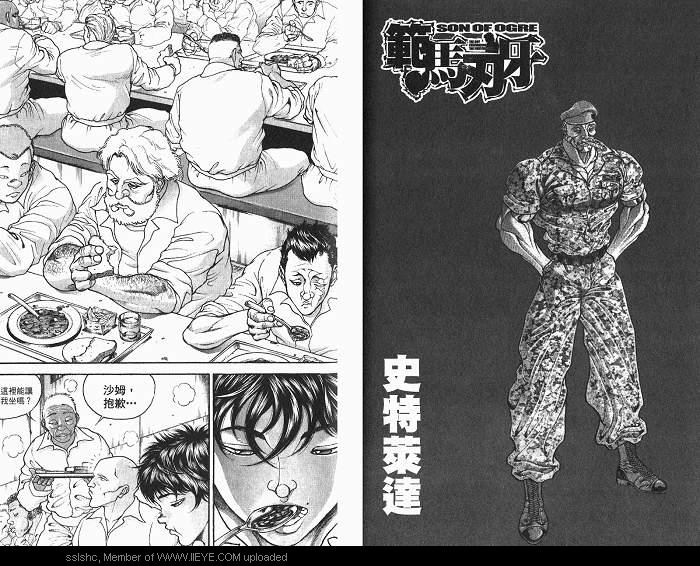 SON OF OGRE
範馬刃牙
史特萊達
沙姆，
抱歉…
這裡能讓
我坐嗎？
sslshc, Member of WWW.IIEYE.COM uploaded